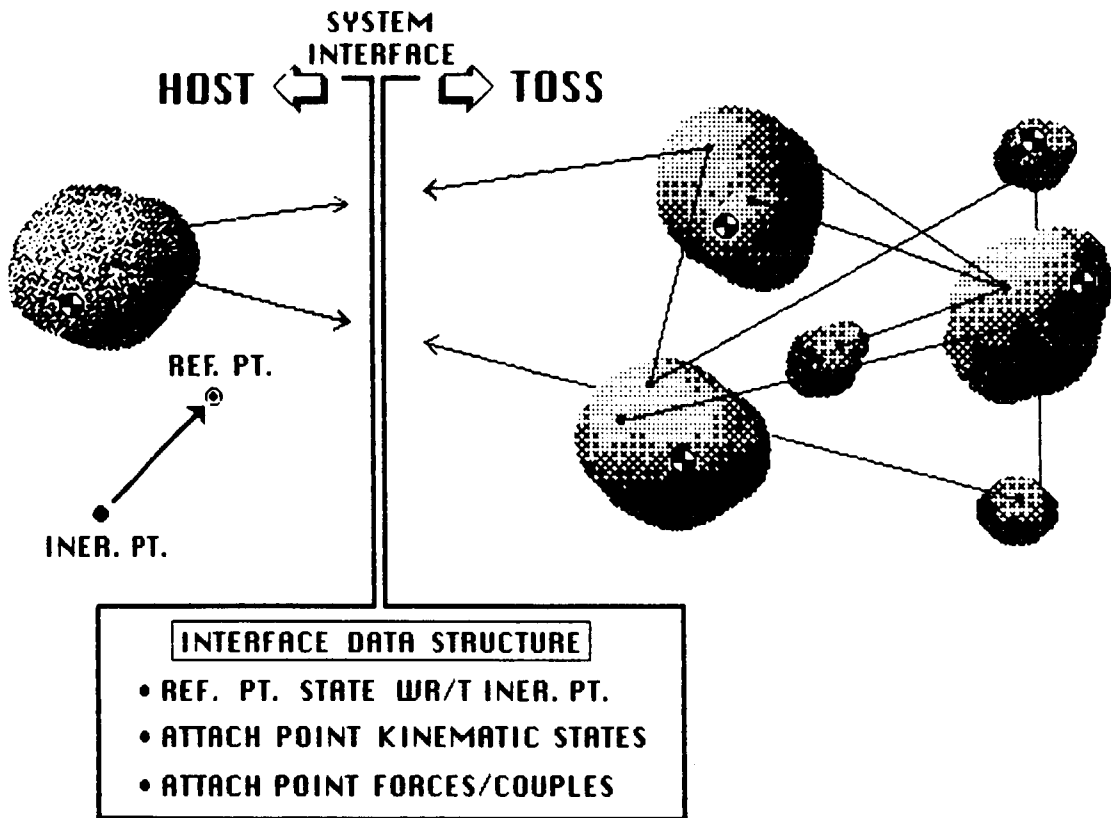 SYSTEM
INTERFACE
HOST
TOSS
REF. PT.
INER. PT.
INTERFACE DATA STRUCTURE
• REF. PT. STATE WR/T INER. PT.
• ATTACH POINT KINEMATIC STATES
• ATTACH POINT FORCES/COUPLES